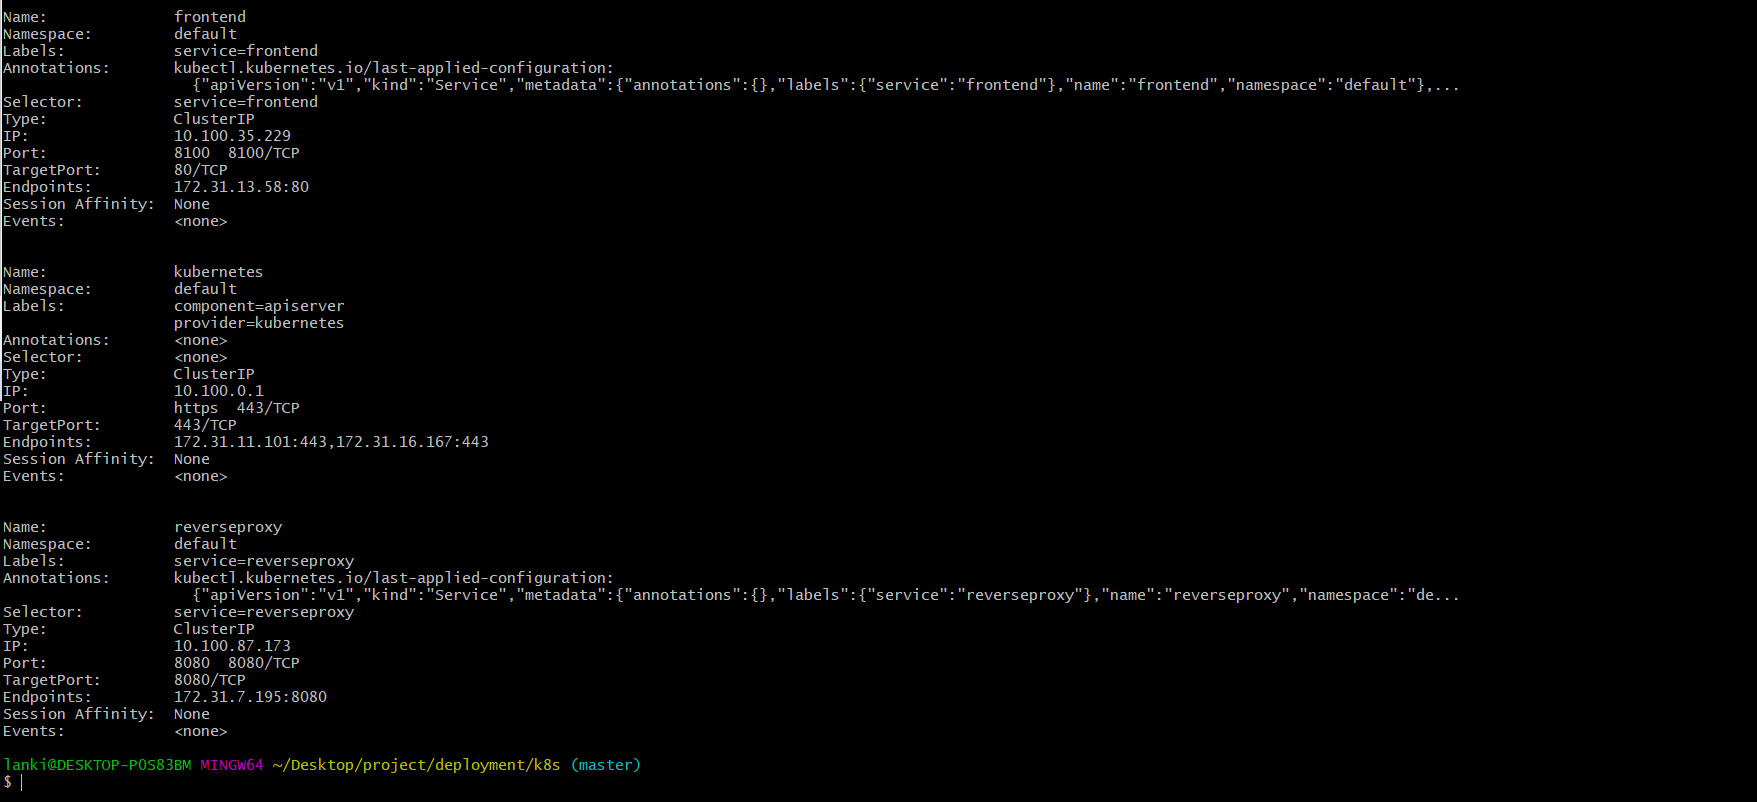 Name:              frontend
Namespace:         default
Labels:            service=frontend
Annotations:       kubectl.kubernetes.io/last-applied-configuration:
                     {"apiVersion":"v1","kind":"Service","metadata":{"annotations":{},"labels":{"service":"frontend"},"name":"frontend","namespace":"default"},...
Selector:          service=frontend
Type:              ClusterIP
IP:                10.100.35.229
Port:              8100  8100/TCP
TargetPort:        80/TCP
Endpoints:         172.31.13.58:80
Session Affinity:  None
Events:            <none>
Name:              kubernetes
Namespace:         default
Labels:            component=apiserver
                   provider=kubernetes
Annotations:       <none>
Selector:          <none>
Type:              ClusterIP
IP:                10.100.0.1
Port:              https  443/TCP
TargetPort:        443/TCP
Endpoints:         172.31.11.101:443,172.31.16.167:443
Session Affinity:  None
Events:            <none>
Name:              reverseproxy
Namespace:         default
Labels:            service=reverseproxy
Annotations:       kubectl.kubernetes.io/last-applied-configuration:
                     {"apiVersion":"v1","kind":"Service","metadata":{"annotations":{},"labels":{"service":"reverseproxy"},"name":"reverseproxy","namespace":"de...
Selector:          service=reverseproxy
Type:              ClusterIP
IP:                10.100.87.173
Port:              8080  8080/TCP
TargetPort:        8080/TCP
Endpoints:         172.31.7.195:8080
Session Affinity:  None
Events:            <none>
lanki@DESKTOP-POS83BM MINGW64 ~/Desktop/project/deployment/k8s (master)
$